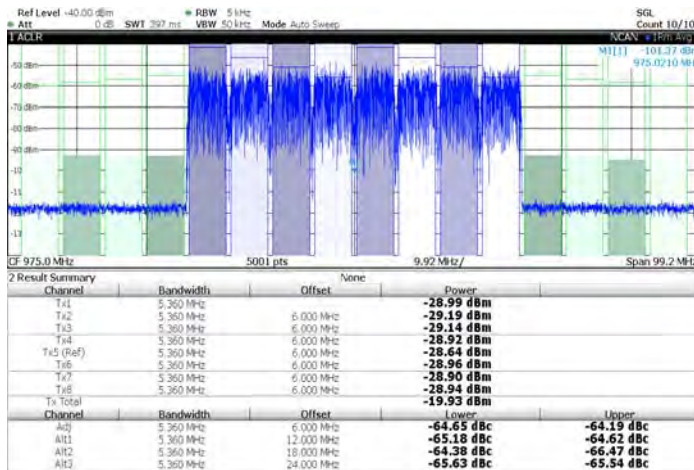 Ref Level -40.00 dBm RBW 5 kHz SGL
Att 0 dB SWT 397 ms VBW 50 kHz Mode Auto Sweep Count 10/10
1 ACLR NCAN 1Rm Avg
M1[1] -101.37 dBm
975.0210 MHz
-50 dBm
-60 dBm
-70 dBm
-80 dBm
-90 dBm
-10
-11
-12
-13
CF 975.0 MHz 5001 pts 9.92 MHz/ Span 99.2 MHz
2 Result Summary None
Channel Bandwidth Offset Power
Tx1 5.360 MHz -28.99 dBm
Tx2 5.360 MHz 6.000 MHz -29.19 dBm
Tx3 5.360 MHz 6.000 MHz -29.14 dBm
Tx4 5.360 MHz 6.000 MHz -28.92 dBm
Tx5 (Ref) 5.360 MHz 6.000 MHz -28.64 dBm
Tx6 5.360 MHz 6.000 MHz -28.96 dBm
Tx7 5.360 MHz 6.000 MHz -28.90 dBm
Tx8 5.360 MHz 6.000 MHz -28.94 dBm
Tx Total -19.93 dBm
Channel Bandwidth Offset Lower Upper
Adj 5.360 MHz 6.000 MHz -64.65 dBc -64.19 dBc
Alt1 5.360 MHz 12.000 MHz -65.18 dBc -64.62 dBc
Alt2 5.360 MHz 18.000 MHz -64.38 dBc -66.47 dBc
Alt3 5.360 MHz 24.000 MHz -65.63 dBc -65.54 dBc